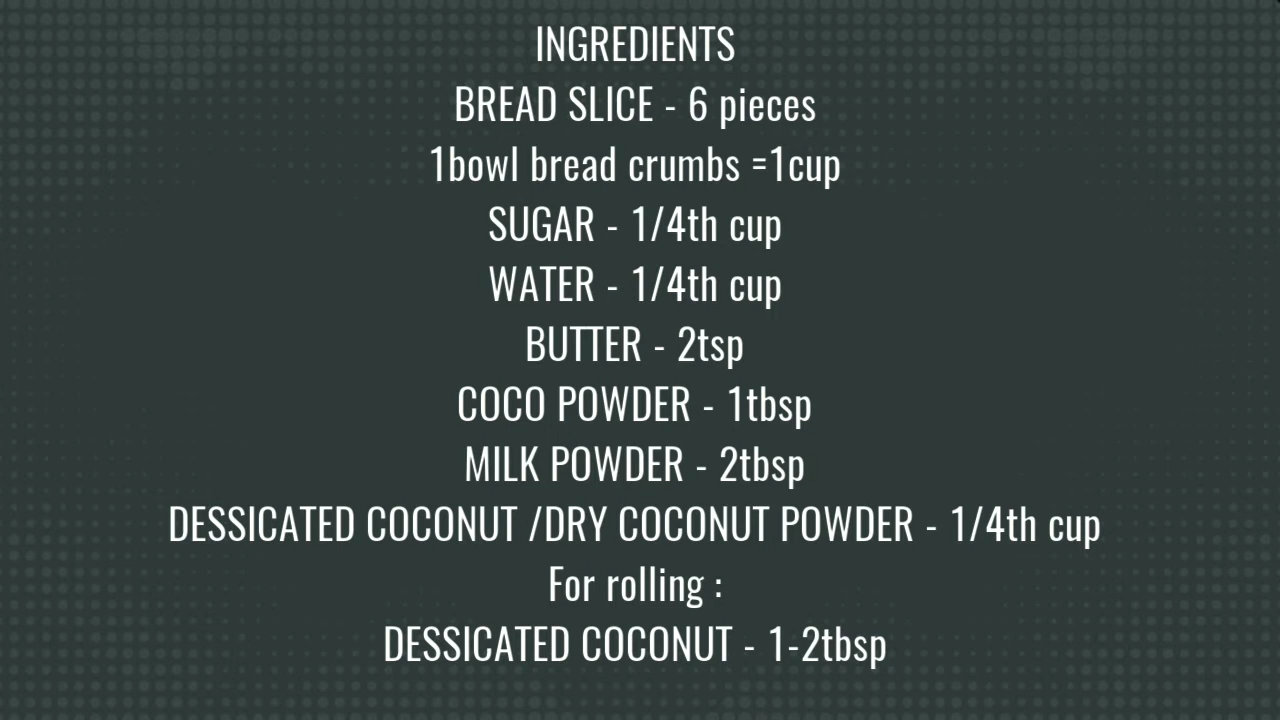 INGREDIENTS
BREAD SLICE - 6 pieces
1bowl bread crumbs =1cup
SUGAR - 1/4th cup
WATER - 1/4th cup
BUTTER - 2tsp
COCO POWDER - 1tbsp
MILK POWDER - 2tbsp
DESSICATED COCONUT /DRY COCONUT POWDER - 1/4th cup
For rolling :
DESSICATED COCONUT - 1-2tbsp